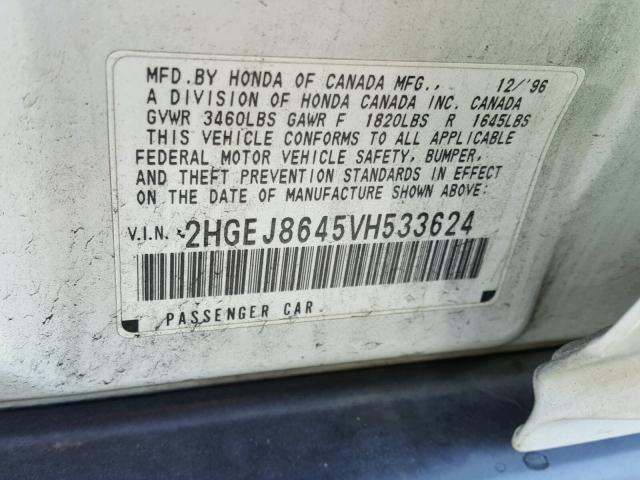 MFD. BY HONDA OF CANADA MFG., 12/'96
A DIVISION OF HONDA CANADA INC. CANADA
GVWR 3460LBS GAWR F 1820LBS R 1645LBS
THIS VEHICLE CONFORMS TO ALL APPLICABLE
FEDERAL MOTOR VEHICLE SAFETY, BUMPER,
AND THEFT PREVENTION STANDARDS IN EFFECT
ON THE DATE OF MANUFACTURE SHOWN ABOVE:
V.I.N. *2HGEJ8645VH533624
PASSENGER CAR